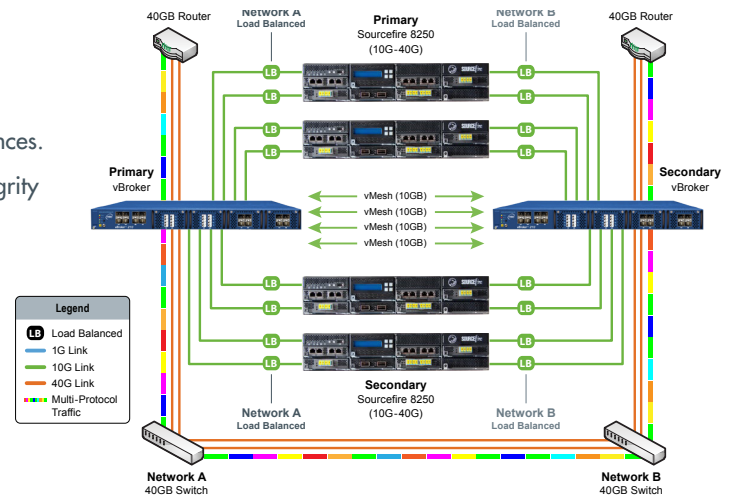 40GB Router
Network A
Load Balanced
Primary
Sourcefire 8250
(10G-40G)
Network B
Load Balanced
40GB Router
LB
LB
LB
LB
LB
LB
LB
LB
nces.
grity
Primary
vBroker
vMesh (10GB)
vMesh (10GB)
vMesh (10GB)
vMesh (10GB)
Secondary
vBroker
LB
LB
LB
LB
LB
LB
LB
LB
Legend
LB Load Balanced
1G Link
10G Link
40G Link
Multi-Protocol
Traffic
Network A
Load Balanced
Secondary
Sourcefire 8250
(10G-40G)
Network B
Load Balanced
Network A
40GB Switch
Network B
40GB Switch